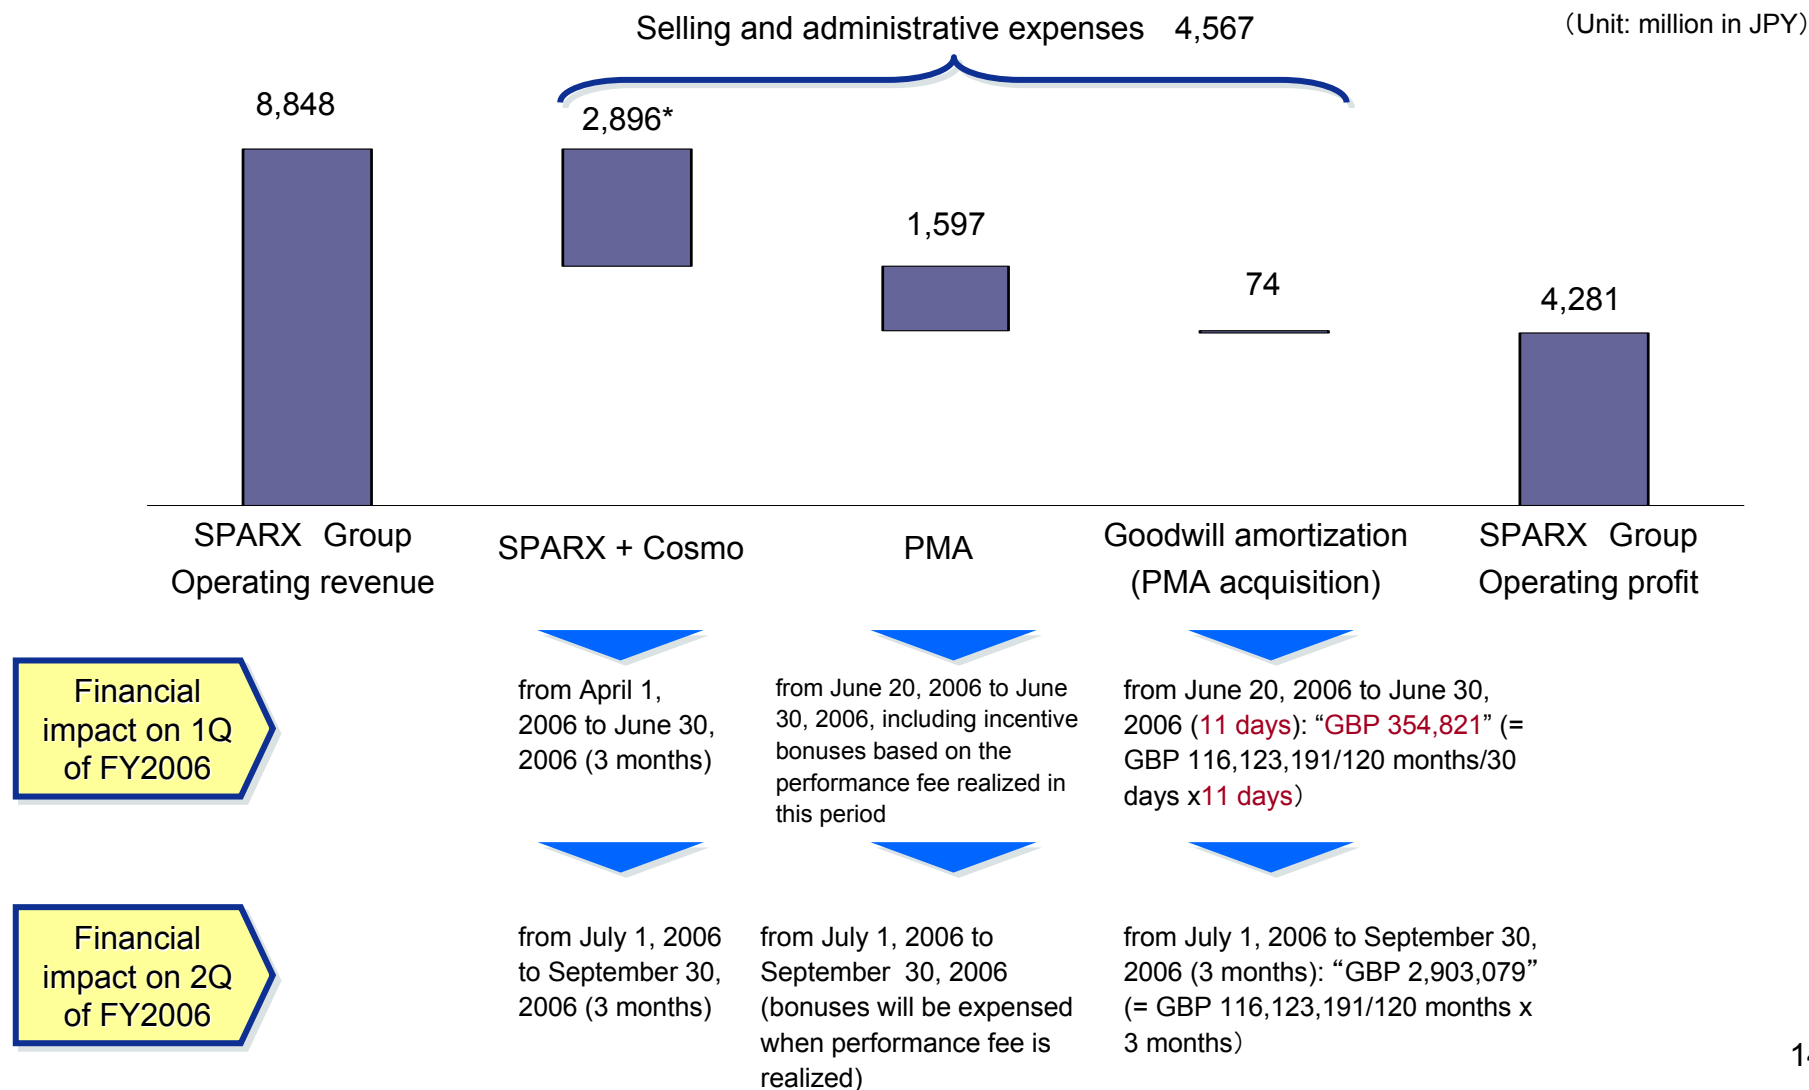 Selling and administrative expenses 4,567
（Unit: million in JPY）
8,848
2,896*
1,597
74
4,281
SPARX Group
Operating revenue
SPARX + Cosmo
PMA
Goodwill amortization
(PMA acquisition)
SPARX Group
Operating profit
Financial
impact on 1Q
of FY2006
from April 1,
2006 to June 30,
2006 (3 months)
from June 20, 2006 to June
30, 2006, including incentive
bonuses based on the
performance fee realized in
this period
from June 20, 2006 to June 30,
2006 (11 days): “GBP 354,821” (=
GBP 116,123,191/120 months/30
days x11 days）
Financial
impact on 2Q
of FY2006
from July 1, 2006
to September 30,
2006 (3 months)
from July 1, 2006 to
September 30, 2006
(bonuses will be expensed
when performance fee is
realized)
from July 1, 2006 to September 30,
2006 (3 months): “GBP 2,903,079”
(= GBP 116,123,191/120 months x
3 months）